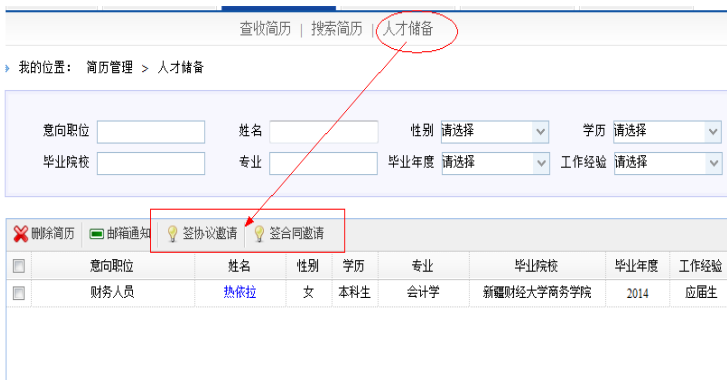 查收简历 | 搜索简历 | 人才储备
我的位置: 简历管理 > 人才储备
意向职位 姓名 性别 请选择 学历 请选择
毕业院校 专业 毕业年度 请选择 工作经验 请选择
删除简历 邮箱通知 签协议邀请 签合同邀请
意向职位 姓名 性别 学历 专业 毕业院校 毕业年度 工作经验
财务人员 热依拉 女 本科生 会计学 新疆财经大学商务学院 2014 应届生